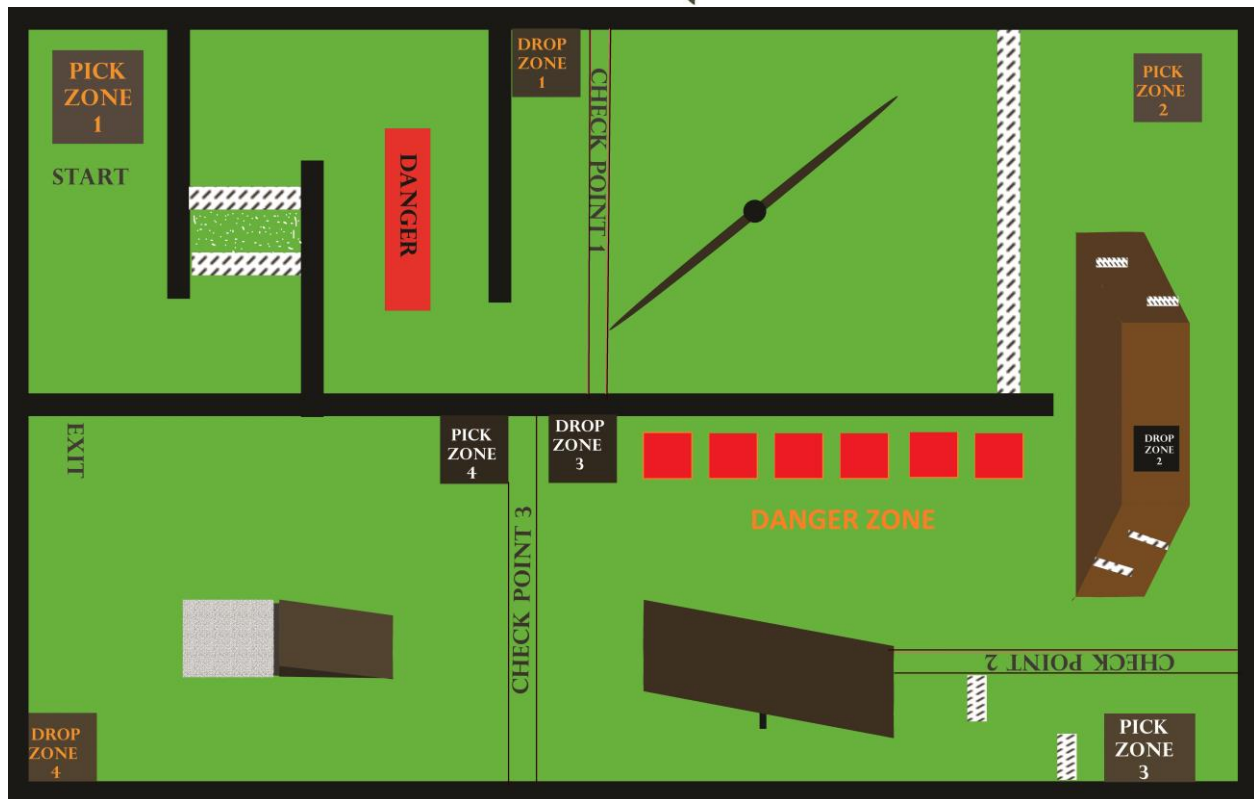 PICK
ZONE
1
START
DANGER
DROP
ZONE
1
CHECK POINT 1
PICK
ZONE
2
DROP
ZONE
2
EXIT
PICK
ZONE
4
DROP
ZONE
3
DANGER ZONE
CHECK POINT 3
CHECK POINT 2
DROP
ZONE
4
PICK
ZONE
3